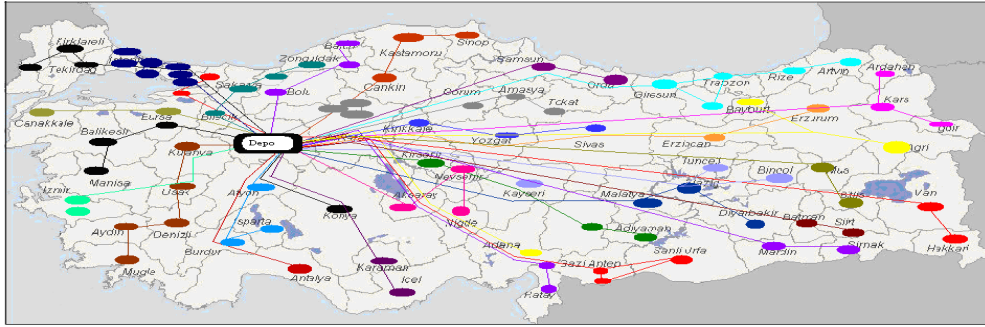 Kirklareli
Tekirdag
Bartin
Zonguldak
Kastamonu
Sinop
Samsun
Ordu
Giresun
Trabzon
Rize
Artvin
Ardahan
Sakarya
Bolu
Cankiri
Corum
Amasya
Tokat
Bayburt
Kars
Igdir
Canakkale
Bursa
Bilecik
Balikesir
Kutahya
Depo
Kirikkale
Yozgat
Sivas
Erzincan
Erzurum
Agri
Manisa
Izmir
Usak
Afyon
Kirsehir
Nevsehir
Aksaray
Kayseri
Malatya
Elazig
Tunceli
Bincol
Mus
Bitlis
Van
Aydin
Denizli
Isparta
Konya
Nigde
Adiyaman
Diyarbakir
Batman
Siirt
Sirnak
Hakkari
Mugla
Burdur
Antalya
Karaman
Icel
Adana
Gazi Antep
Sanli Urfa
Mardin
Hatay